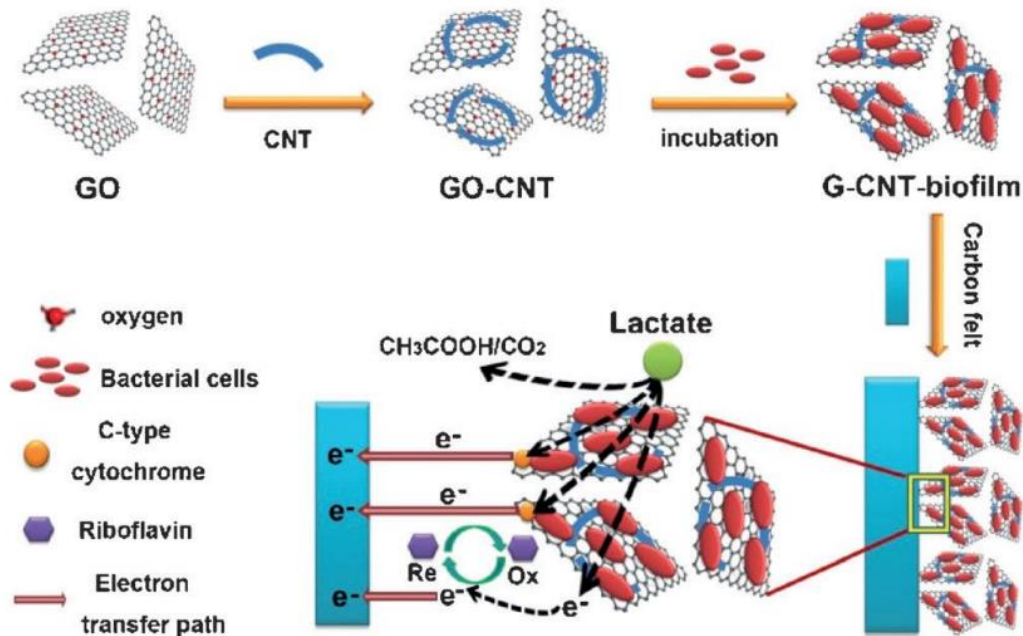 GO
CNT
GO-CNT
incubation
G-CNT-biofilm
Carbon felt
oxygen
Bacterial cells
C-type
cytochrome
Riboflavin
Electron
transfer path
Lactate
CH3COOH/CO2
e-
e-
e-
e-
Re
Ox
e-
e-
e-